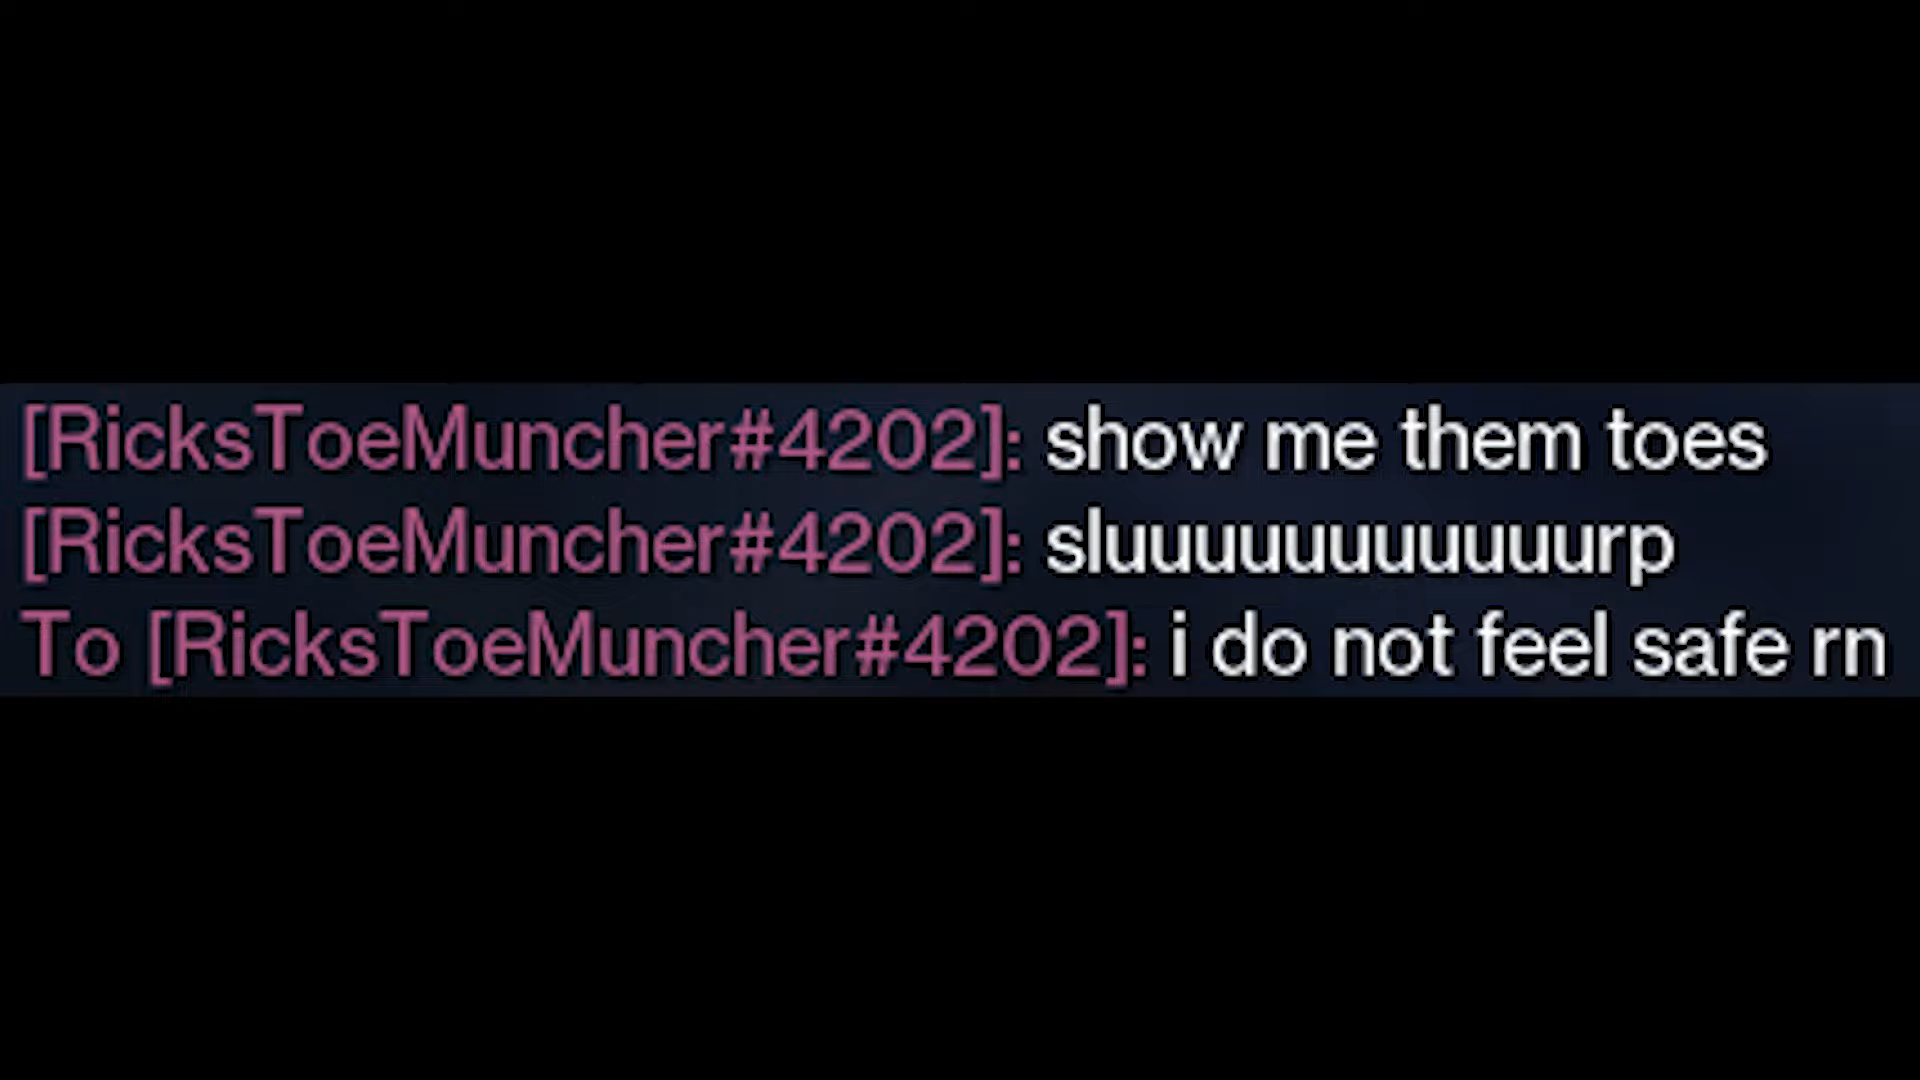 [RicksToeMuncher#4202]: show me them toes
[RicksToeMuncher#4202]: sluuuuuuuuuuurp
To [RicksToeMuncher#4202]: i do not feel safe rn